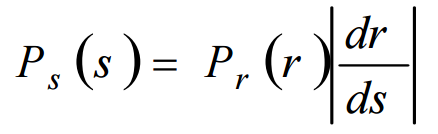 P_s(s) = P_r(r)|dr/ds|